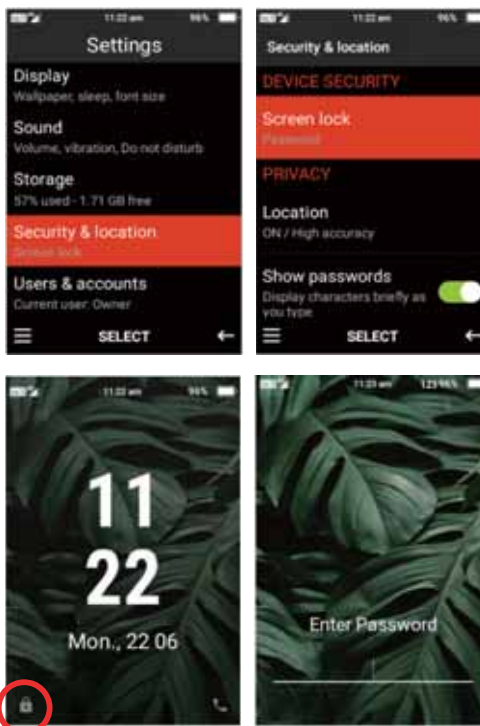 11:22 am 96%
Settings
Display
Wallpaper, sleep, font size
Sound
Volume, vibration, Do not disturb
Storage
57% used - 1.71 GB free
Security & location
Screen lock
Users & accounts
Current user: Owner
SELECT
11:22 am 96%
Security & location
DEVICE SECURITY
Screen lock
Password
PRIVACY
Location
ON / High accuracy
Show passwords
Display characters briefly as
you type
SELECT
11:22 am 96%
11
22
Mon., 22 06
11:23 am 123 96%
Enter Password